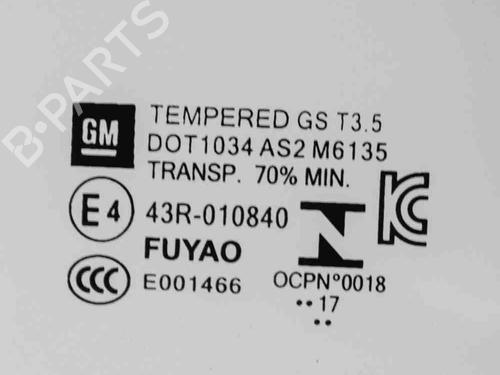 B-PARTS
GM
TEMPERED GS T3.5
DOT1034 AS2 M6135
TRANSP. 70% MIN.
E4
43R-010840
FUYAO
CCC
E001466
KC
OCPN°0018
•• 17
••